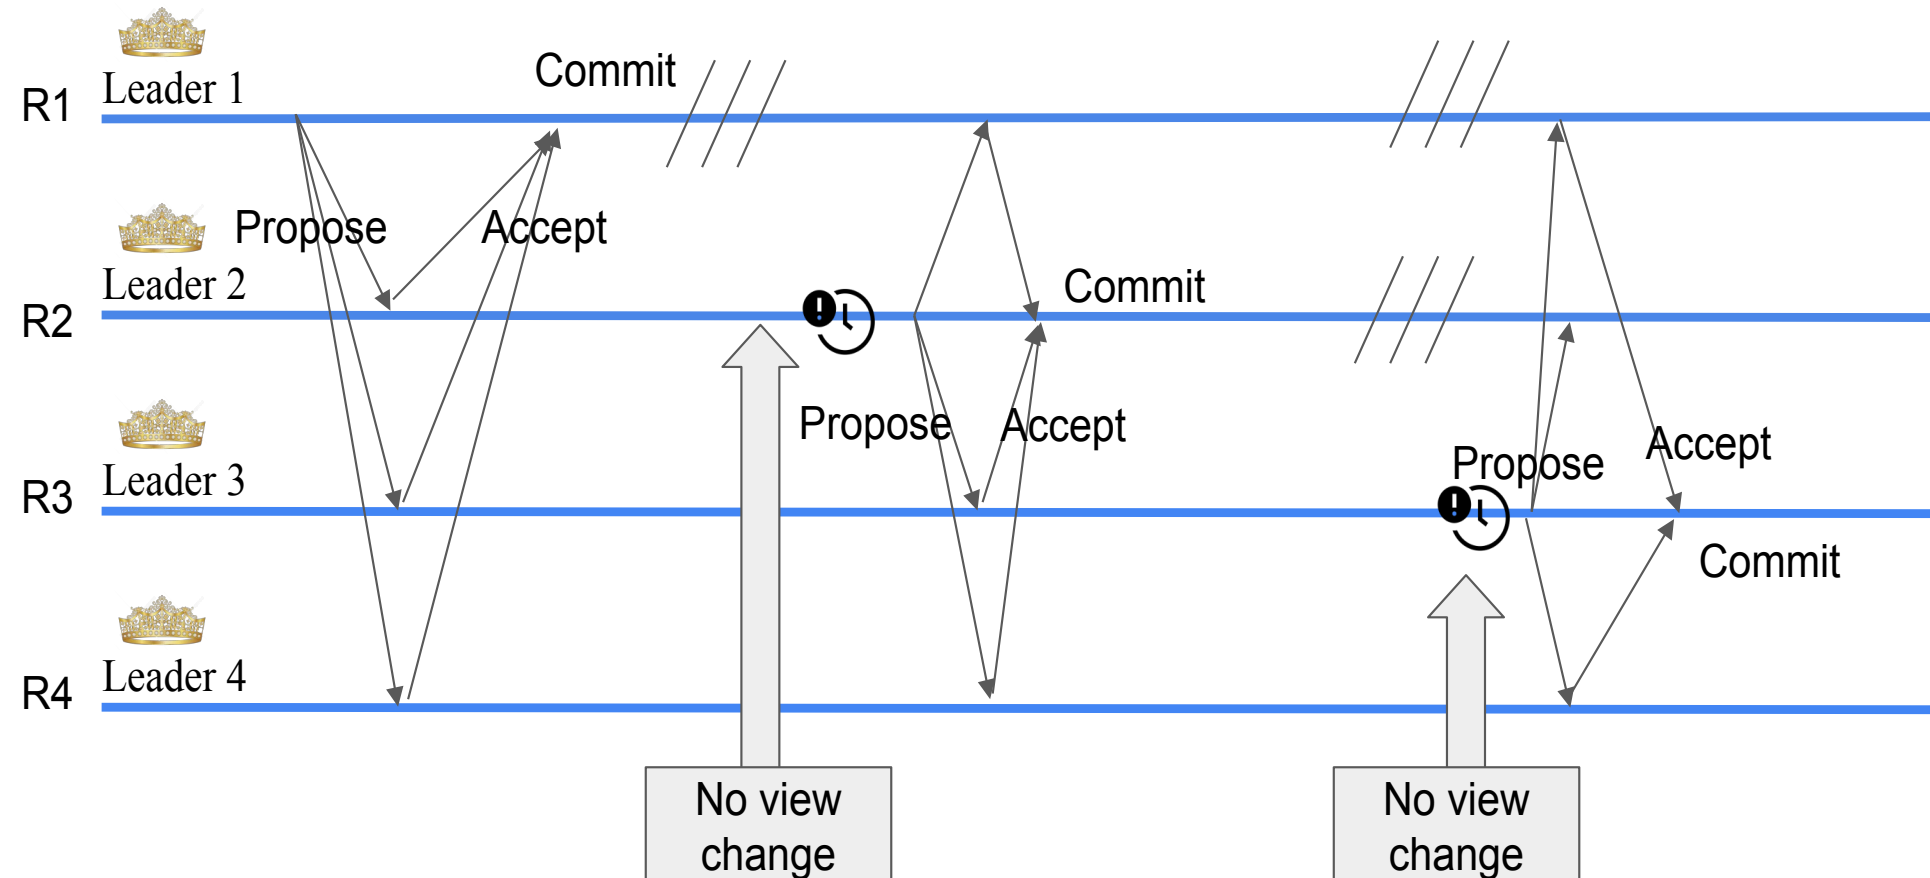 Commit
Leader 1
R1
Propose
Accept
Leader 2
R2
Commit
Propose
Accept
Leader 3
R3
Propose
Accept
Commit
Leader 4
R4
No view
change
No view
change